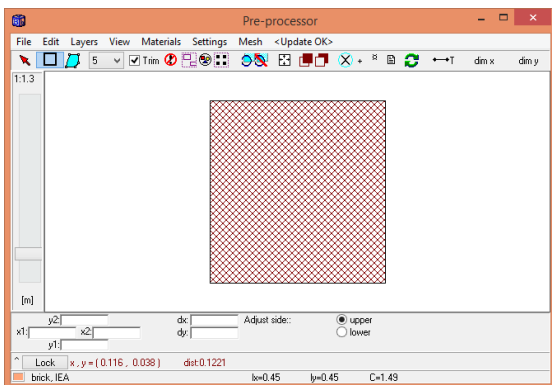 Pre-processor
File Edit Layers View Materials Settings Mesh <Update OK>
5 Trim T dim x dim y
1:1.3
[m]
y2: dx: Adjust side:: upper
x1: x2: dy: lower
y1:
^ Lock x , y = ( 0.116 , 0.038 ) dist:0.1221
brick, IEA lx=0.45 ly=0.45 C=1.49